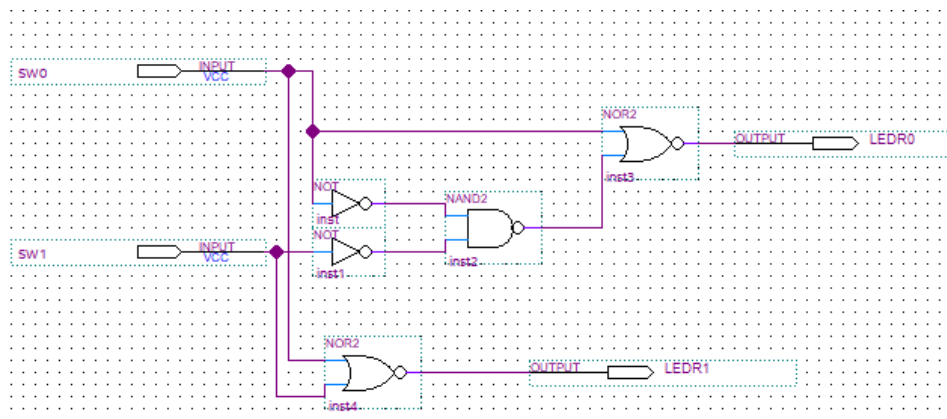 SW0
INPUT
VCC
NOR2
inst3
OUTPUT
LEDR0
NOT
inst
NAND2
inst2
NOT
inst1
SW1
INPUT
VCC
NOR2
inst4
OUTPUT
LEDR1